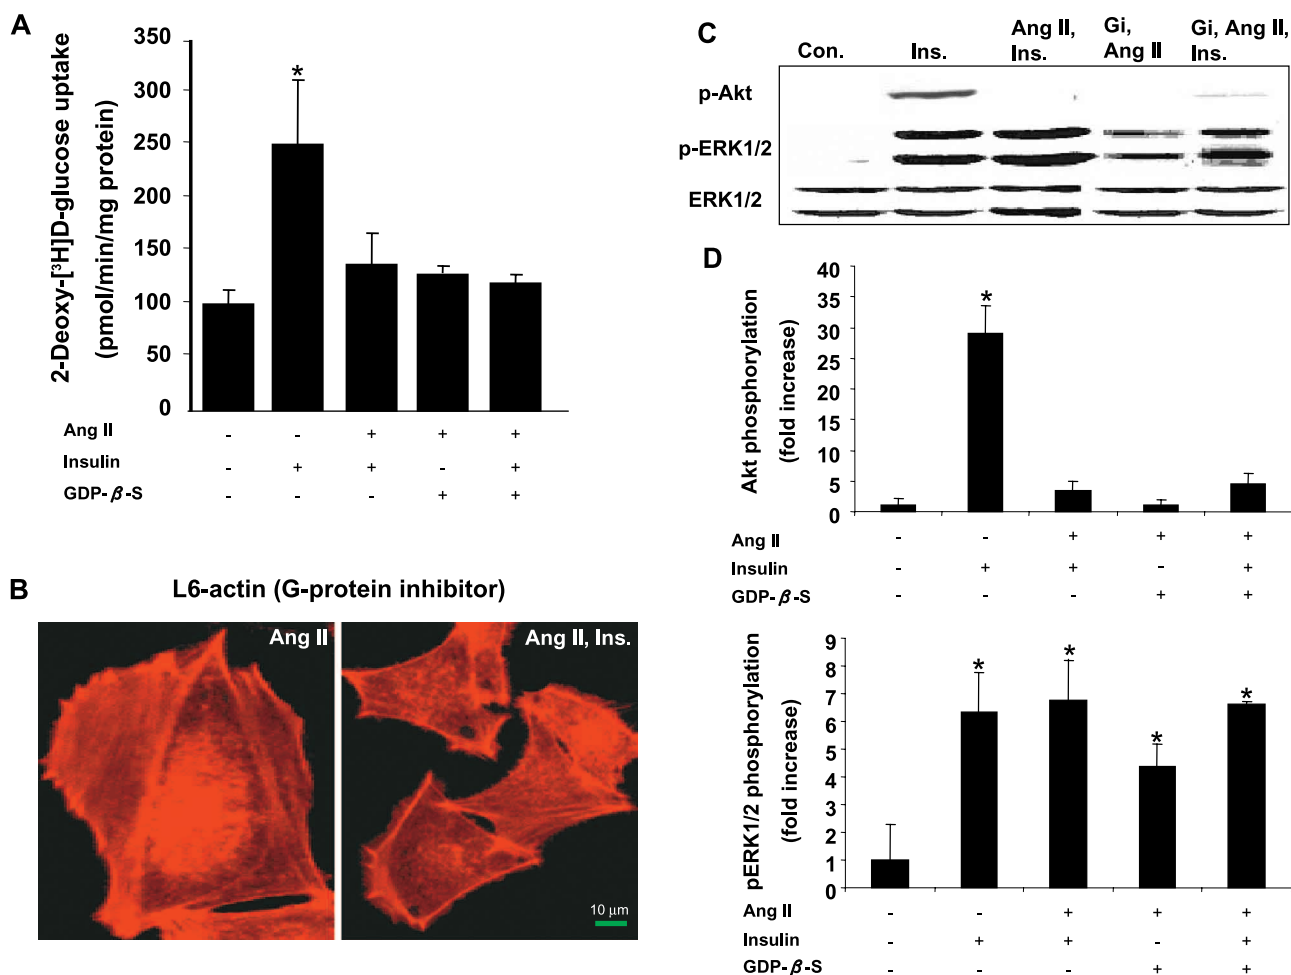 A
2-Deoxy-[³H]D-glucose uptake
(pmol/min/mg protein)
350
300
250
200
150
100
50
0
*
Ang II - - + + +
Insulin - + + - +
GDP-β-S - - - + +
B
L6-actin (G-protein inhibitor)
Ang II
Ang II, Ins.
10 µm
C
Con. Ins. Ang II, Ins. Gi, Ang II Gi, Ang II, Ins.
p-Akt
p-ERK1/2
ERK1/2
D
Akt phosphorylation
(fold increase)
40
35
30
25
20
15
10
5
0
*
Ang II - - + + +
Insulin - + + - +
GDP-β-S - - - + +
pERK1/2 phosphorylation
(fold increase)
9
8
7
6
5
4
3
2
1
0
* * * *
Ang II - - + + +
Insulin - + + - +
GDP-β-S - - - + +